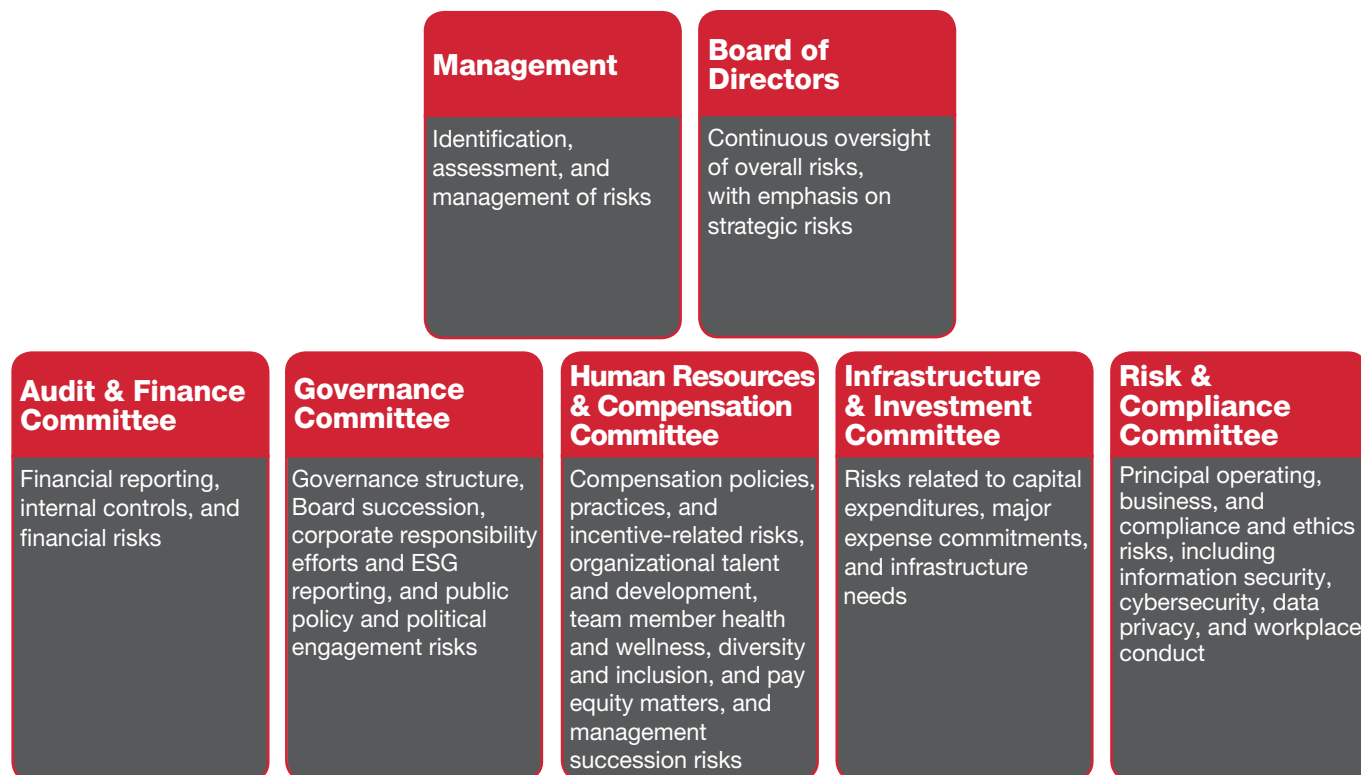 Management
Identification,
assessment, and
management of risks
Board of
Directors
Continuous oversight
of overall risks,
with emphasis on
strategic risks
Audit & Finance
Committee
Financial reporting,
internal controls, and
financial risks
Governance
Committee
Governance structure,
Board succession,
corporate responsibility
efforts and ESG
reporting, and public
policy and political
engagement risks
Human Resources
& Compensation
Committee
Compensation policies,
practices, and
incentive-related risks,
organizational talent
and development,
team member health
and wellness, diversity
and inclusion, and pay
equity matters, and
management
succession risks
Infrastructure
& Investment
Committee
Risks related to capital
expenditures, major
expense commitments,
and infrastructure
needs
Risk &
Compliance
Committee
Principal operating,
business, and
compliance and ethics
risks, including
information security,
cybersecurity, data
privacy, and workplace
conduct